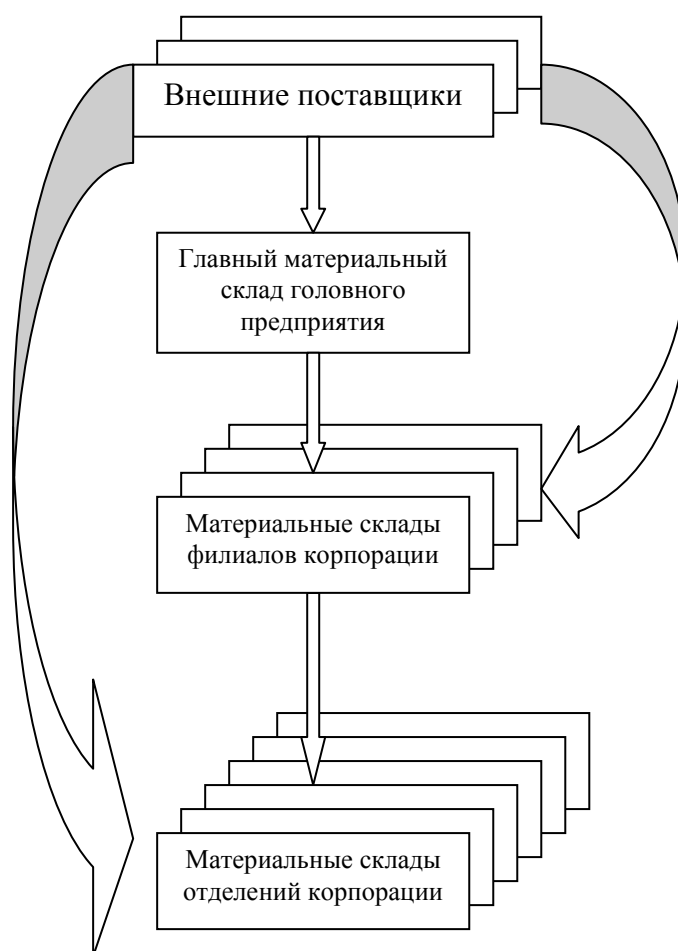 Внешние поставщики
Главный материальный
склад головного
предприятия
Материальные склады
филиалов корпорации
Материальные склады
отделений корпорации